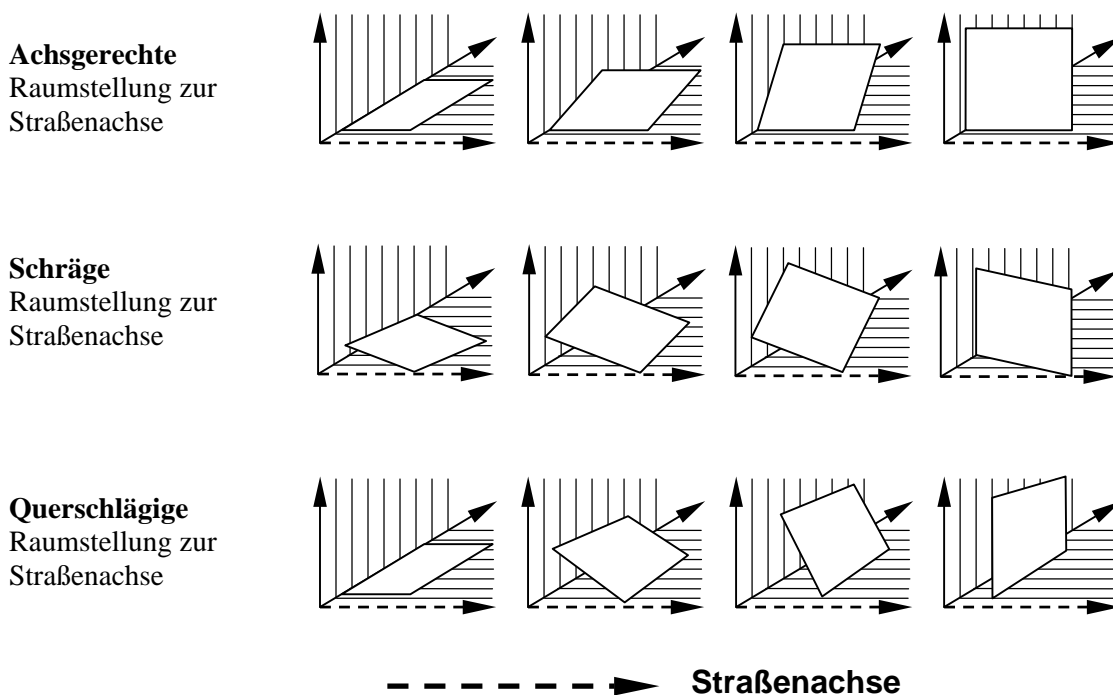 Achsgerechte
Raumstellung zur
Straßenachse
Schräge
Raumstellung zur
Straßenachse
Querschlägige
Raumstellung zur
Straßenachse
Straßenachse